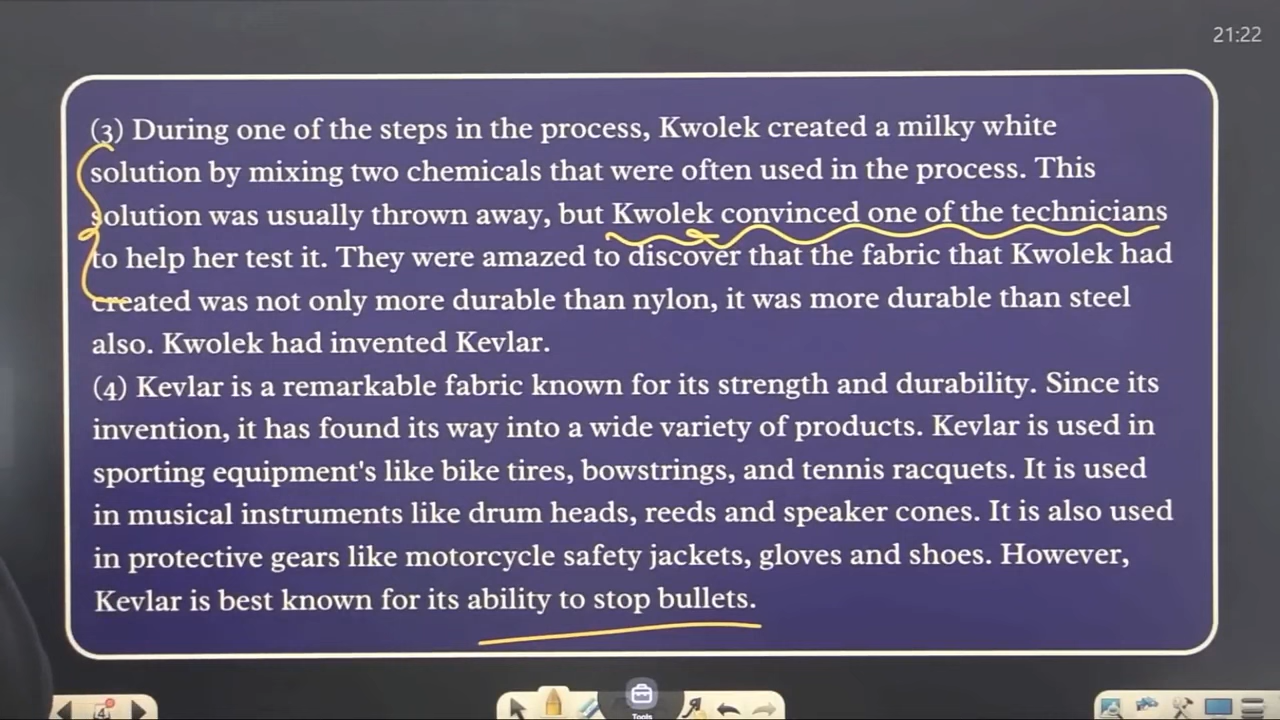 21:22
(3) During one of the steps in the process, Kwolek created a milky white
solution by mixing two chemicals that were often used in the process. This
solution was usually thrown away, but Kwolek convinced one of the technicians
to help her test it. They were amazed to discover that the fabric that Kwolek had
created was not only more durable than nylon, it was more durable than steel
also. Kwolek had invented Kevlar.
(4) Kevlar is a remarkable fabric known for its strength and durability. Since its
invention, it has found its way into a wide variety of products. Kevlar is used in
sporting equipment's like bike tires, bowstrings, and tennis racquets. It is used
in musical instruments like drum heads, reeds and speaker cones. It is also used
in protective gears like motorcycle safety jackets, gloves and shoes. However,
Kevlar is best known for its ability to stop bullets.
4
Tools